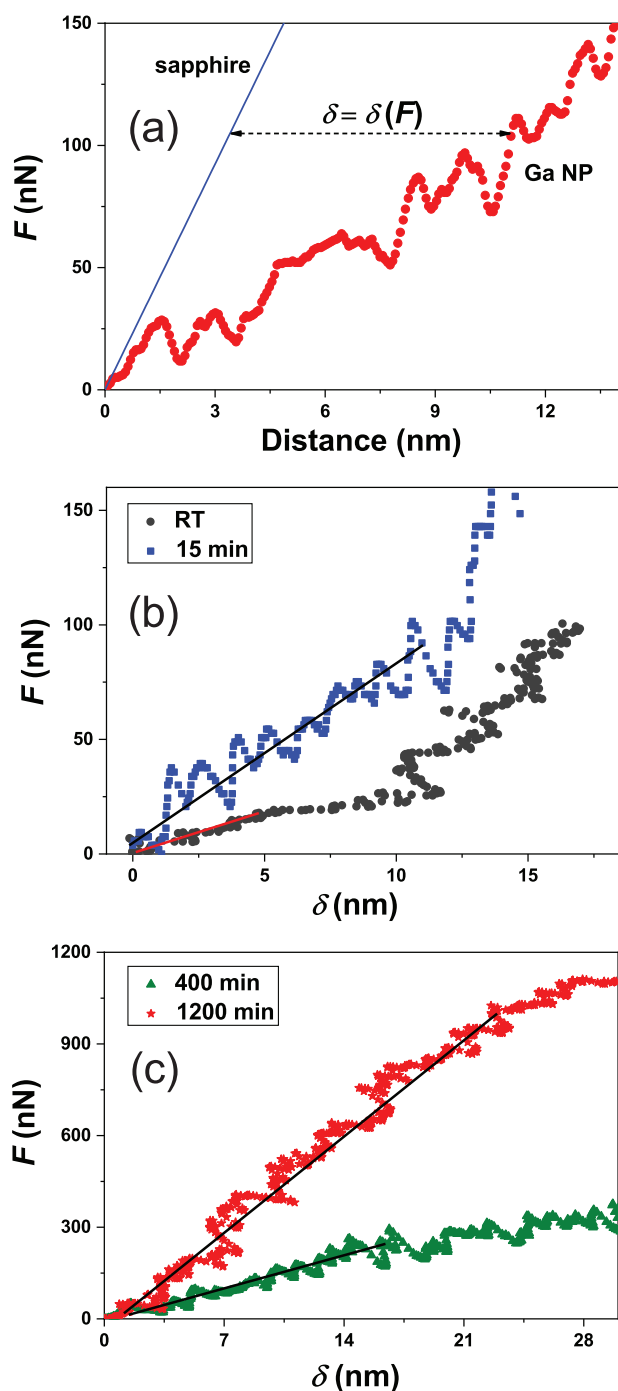 150
100
50
0
F (nN)
(a)
sapphire
δ = δ(F)
Ga NP
0 3 6 9 12
Distance (nm)
150
100
50
0
F (nN)
RT
15 min
(b)
0 5 10 15
δ (nm)
1200
900
600
300
0
F (nN)
400 min
1200 min
(c)
0 7 14 21 28
δ (nm)